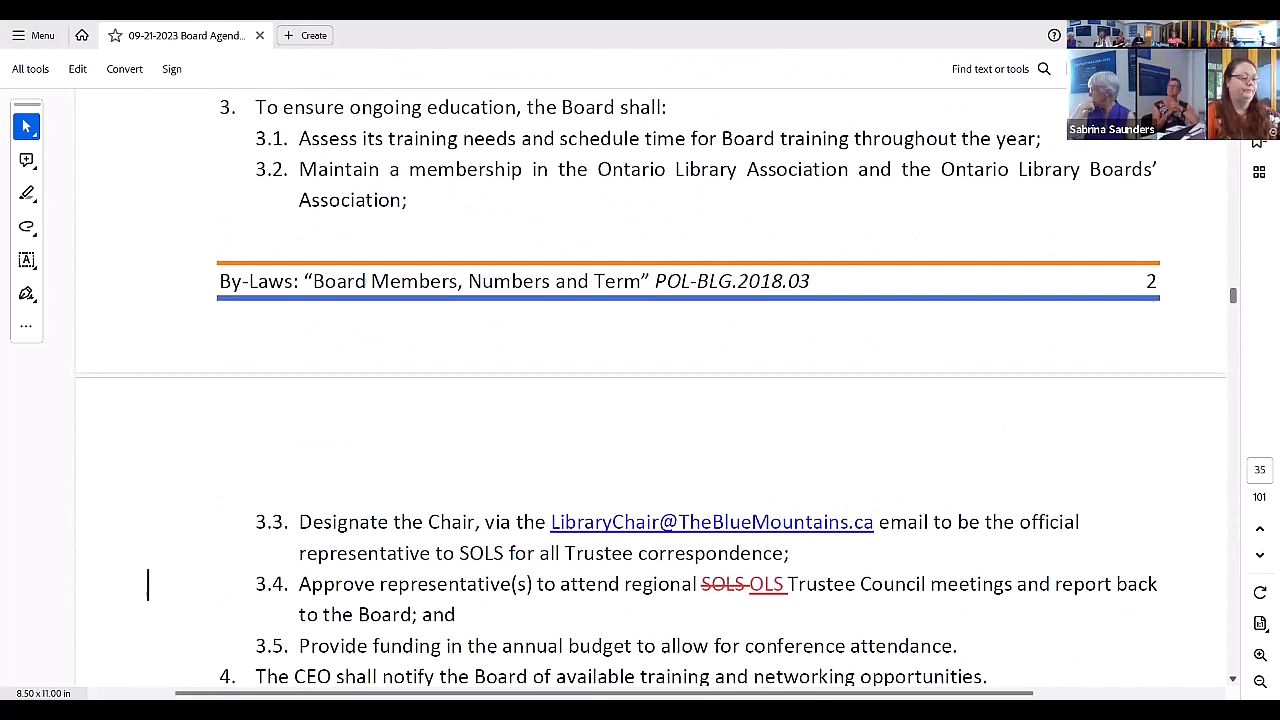 Menu
09-21-2023 Board Agend...
Create
All tools Edit Convert Sign
Find text or tools
Sabrina Saunders
3. To ensure ongoing education, the Board shall:
3.1. Assess its training needs and schedule time for Board training throughout the year;
3.2. Maintain a membership in the Ontario Library Association and the Ontario Library Boards’
Association;
By-Laws: “Board Members, Numbers and Term” POL-BLG.2018.03 2
3.3. Designate the Chair, via the LibraryChair@TheBlueMountains.ca email to be the official
representative to SOLS for all Trustee correspondence;
3.4. Approve representative(s) to attend regional SOLS OLS Trustee Council meetings and report back
to the Board; and
3.5. Provide funding in the annual budget to allow for conference attendance.
4. The CEO shall notify the Board of available training and networking opportunities.
35
101
8.50 x 11.00 in